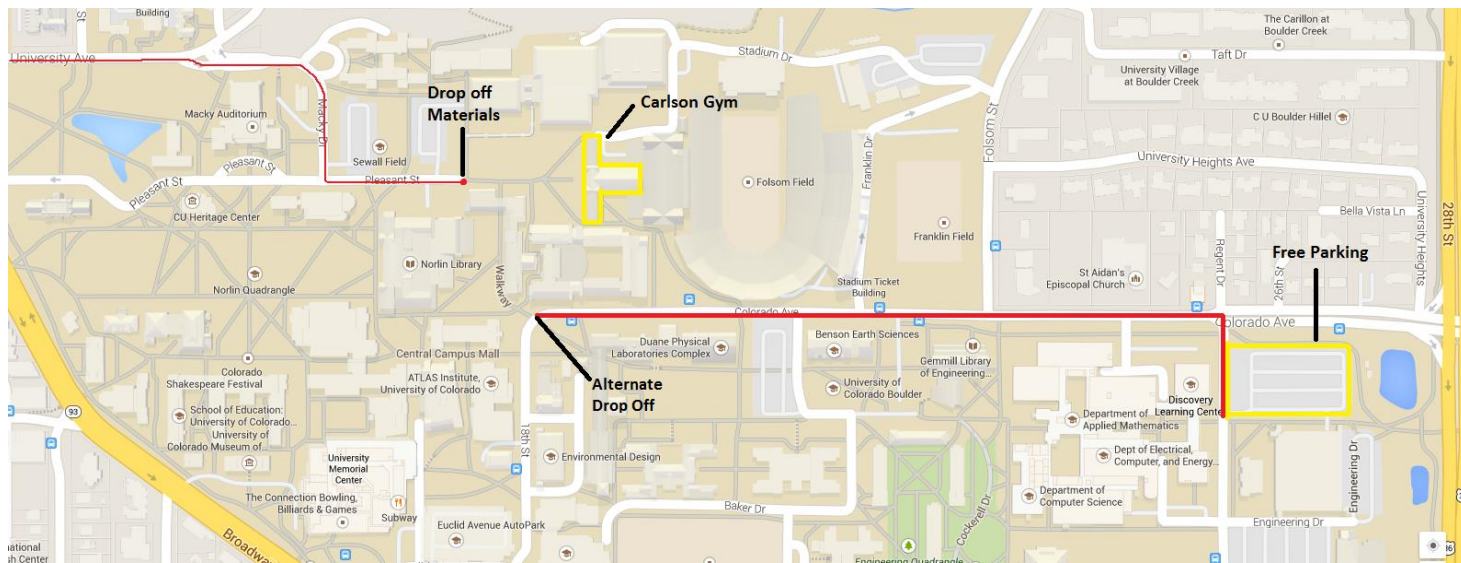 St
Building
University Ave
Macky Dr
Macky Auditorium
Drop off
Materials
Sewall Field
Pleasant St
Pleasant St
Pleasant St
CU Heritage Center
Carlson Gym
Stadium Dr
Folsom Field
Franklin Dr
Folsom St
Franklin Field
The Carillon at
Boulder Creek
Taft Dr
University Village
at Boulder Creek
C U Boulder Hillel
University Heights Ave
Bella Vista Ln
University Heights
28th St
Regent Dr
26th St
St Aidan's
Episcopal Church
Free Parking
Norlin Library
Norlin Quadrangle
Walkway
Stadium Ticket
Building
Colorado Ave
Colorado Ave
Central Campus Mall
Duane Physical
Laboratories Complex
Benson Earth Sciences
Gemmill Library
of Engineering...
Colorado
Shakespeare Festival
ATLAS Institute,
University of Colorado
Alternate
Drop Off
University of
Colorado Boulder
Discovery
Learning Center
93
School of Education:
University of Colorado...
University of
Colorado Museum of...
Department of
Applied Mathematics
18th St
Environmental Design
University
Memorial
Center
Dept of Electrical,
Computer, and Energy...
The Connection Bowling,
Billiards & Games
Subway
Department of
Computer Science
Engineering Dr
Euclid Avenue AutoPark
Baker Dr
Cockerell Dr
Engineering Dr
Broadway
Engineering Quadrangle
national
sh Center
36